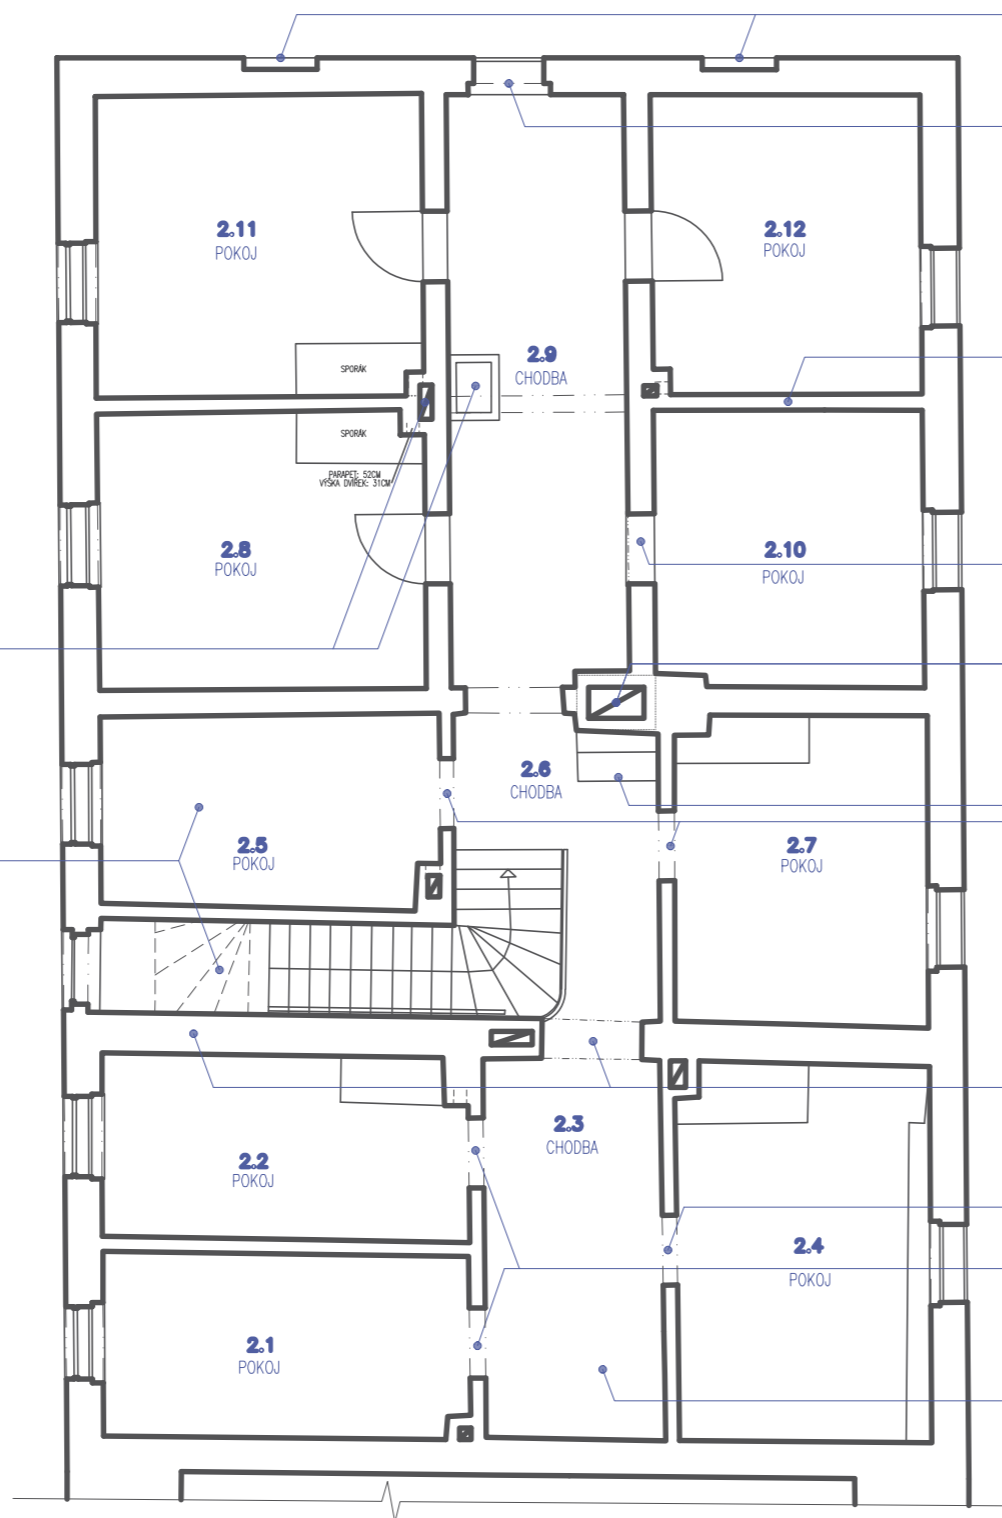 2.11
POKOJ
2.12
POKOJ
2.9
CHODBA
SPORÁK
SPORÁK
PARAPET: 52CM
VÝŠKA DVÍŘEK: 31CM
2.8
POKOJ
2.10
POKOJ
2.6
CHODBA
2.5
POKOJ
2.7
POKOJ
2.3
CHODBA
2.2
POKOJ
2.4
POKOJ
2.1
POKOJ